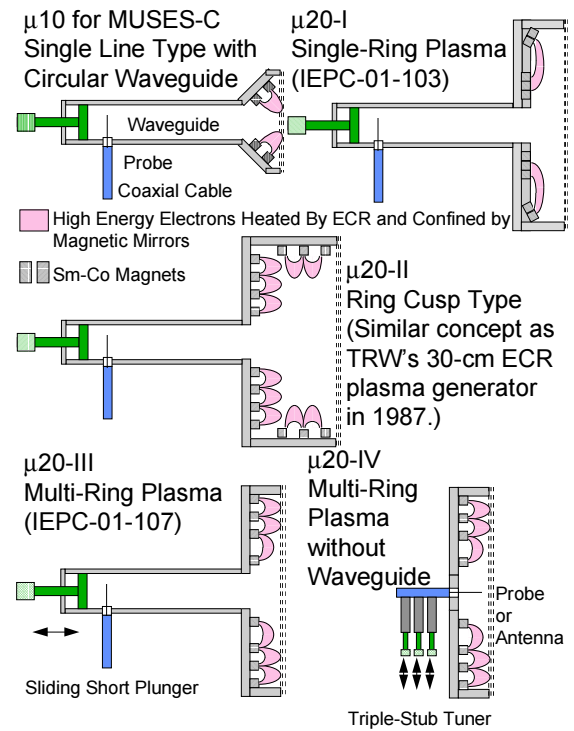 μ10 for MUSES-C
Single Line Type with
Circular Waveguide
μ20-I
Single-Ring Plasma
(IEPC-01-103)
Waveguide
Probe
Coaxial Cable
High Energy Electrons Heated By ECR and Confined by
Magnetic Mirrors
Sm-Co Magnets
μ20-II
Ring Cusp Type
(Similar concept as
TRW's 30-cm ECR
plasma generator
in 1987.)
μ20-III
Multi-Ring Plasma
(IEPC-01-107)
μ20-IV
Multi-Ring
Plasma
without
Waveguide
Probe
or
Antenna
Sliding Short Plunger
Triple-Stub Tuner